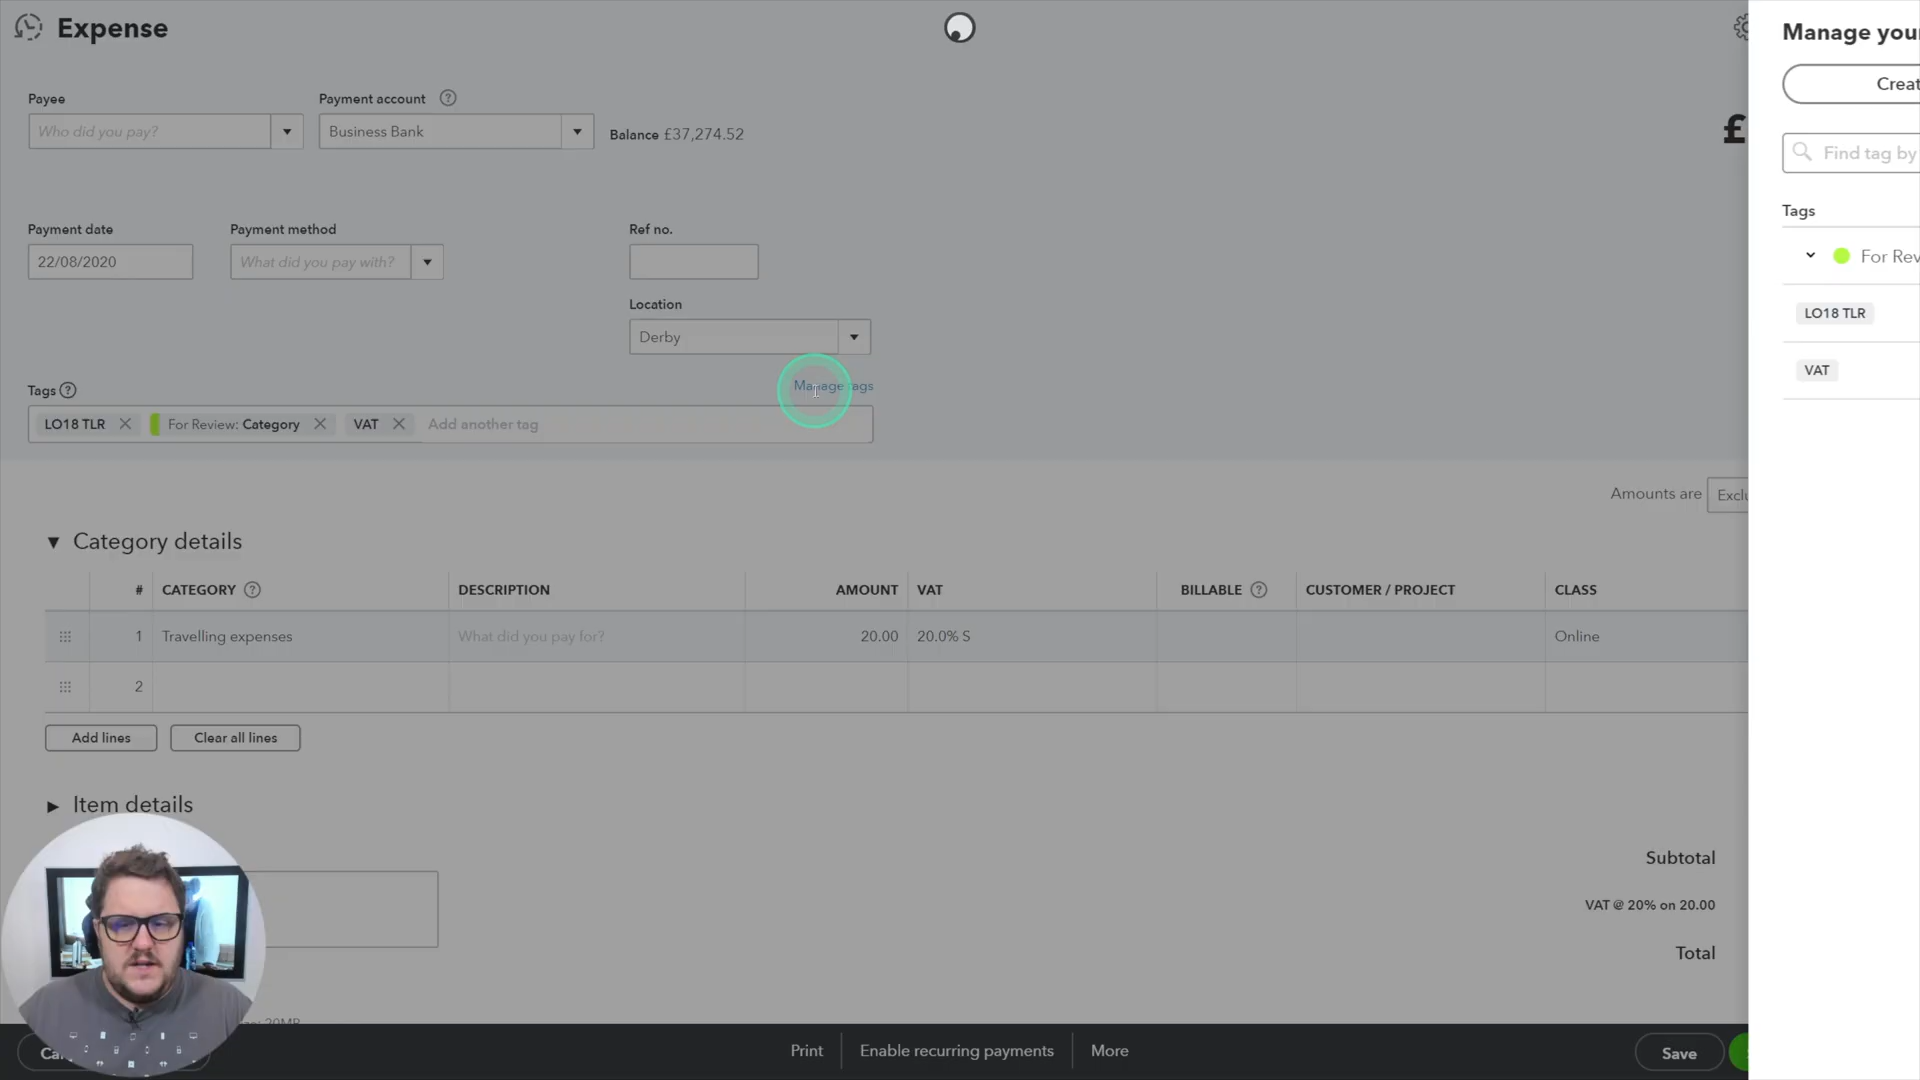 Expense
Manage your
Creat
Payee
Payment account
Who did you pay?
Business Bank
Balance £37,274.52
£
Find tag by
Tags
Payment date
Payment method
Ref no.
22/08/2020
What did you pay with?
For Rev
Location
LO18 TLR
Derby
VAT
Tags
Manage tags
LO18 TLR
For Review: Category
VAT
Add another tag
Amounts are
Exclu
Category details
#
CATEGORY
DESCRIPTION
AMOUNT
VAT
BILLABLE
CUSTOMER / PROJECT
CLASS
1
Travelling expenses
What did you pay for?
20.00
20.0% S
Online
2
Add lines
Clear all lines
Item details
Subtotal
VAT @ 20% on 20.00
Total
20MB
Ca
Print
Enable recurring payments
More
Save